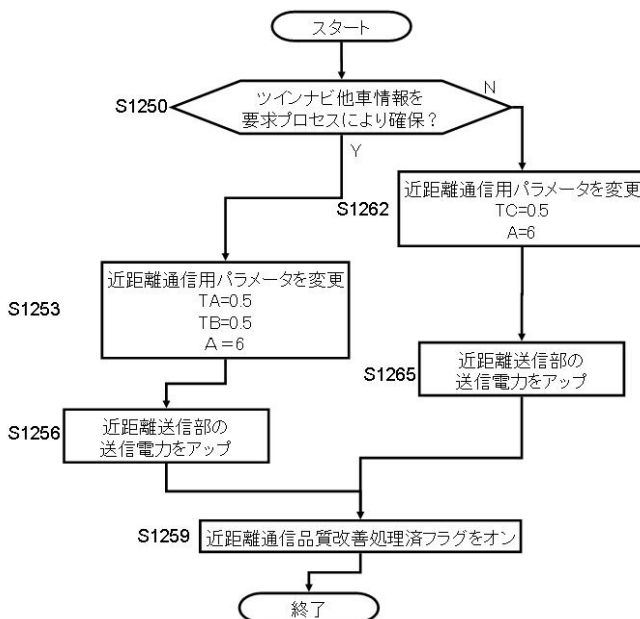 スタート
S1250
ツインナビ他車情報を
要求プロセスにより確保？
N
Y
S1262
近距離通信用パラメータを変更
TC=0.5
A=6
S1253
近距離通信用パラメータを変更
TA=0.5
TB=0.5
A＝6
S1265
近距離送信部の
送信電力をアップ
S1256
近距離送信部の
送信電力をアップ
S1259
近距離通信品質改善処理済フラグをオン
終了